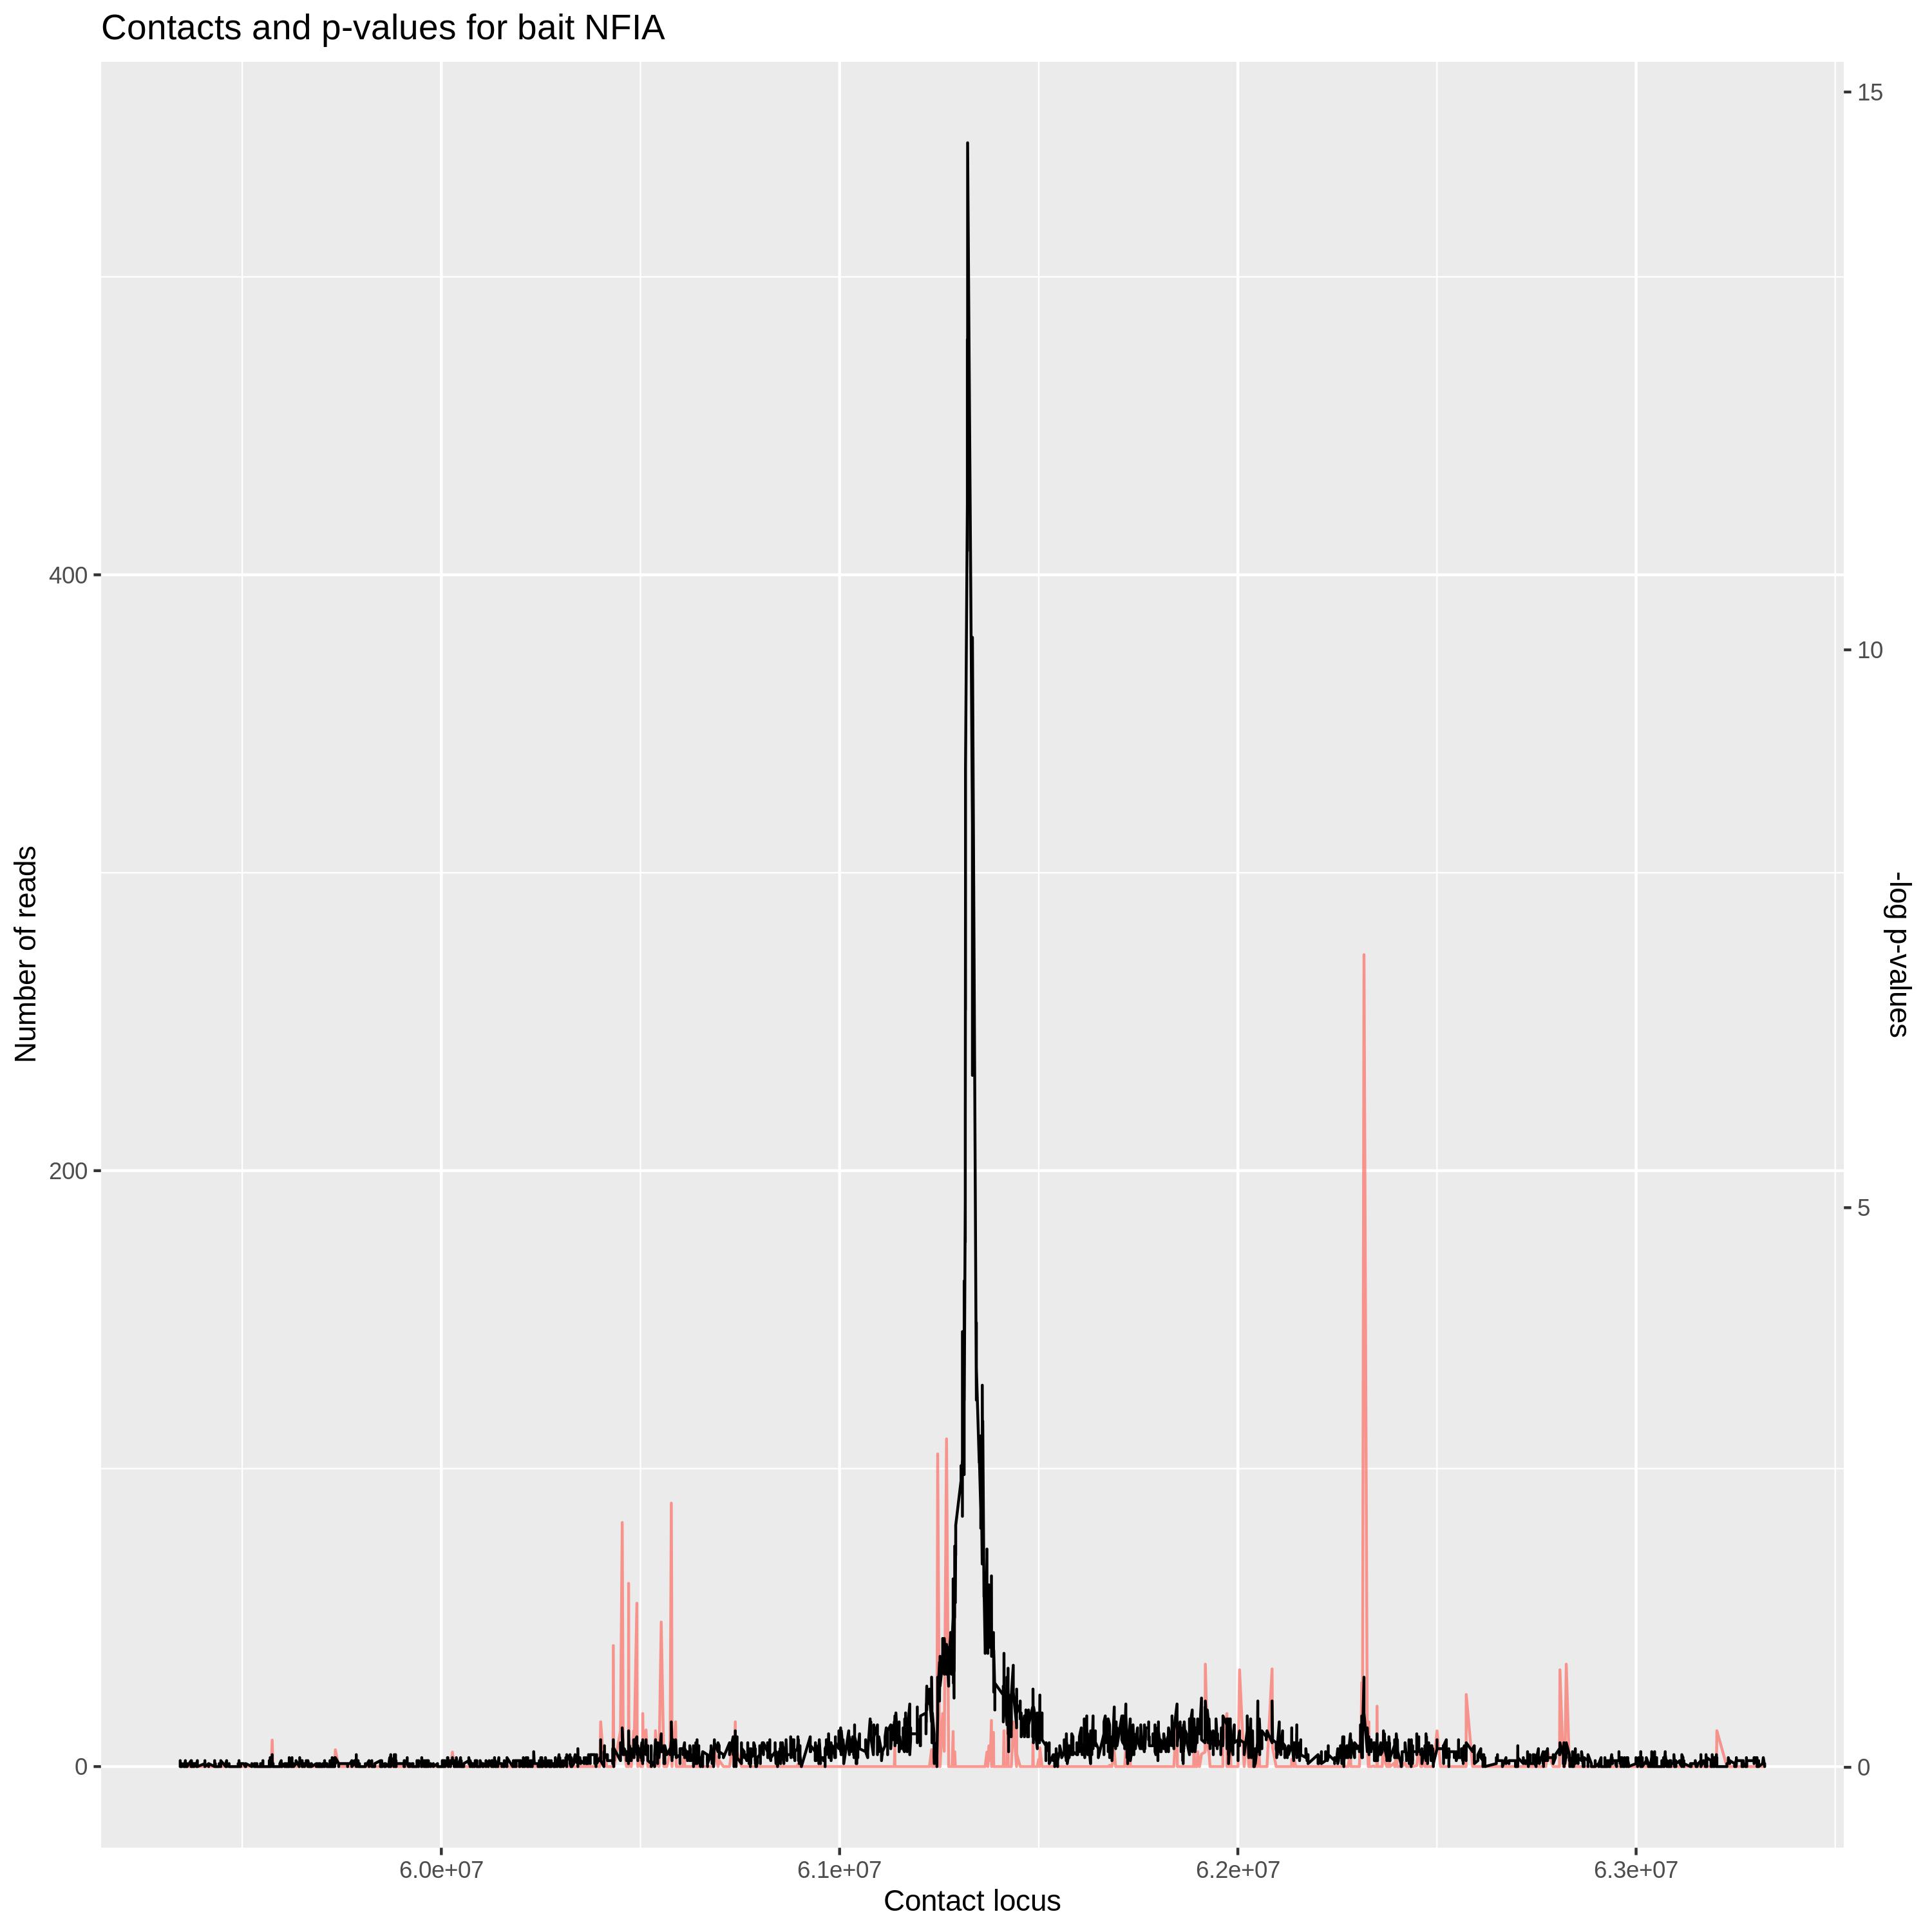 Contacts and p-values for bait NFIA
Number of reads
400
200
0
15
10
5
0
-log p-values
6.0e+07
6.1e+07
6.2e+07
6.3e+07
Contact locus